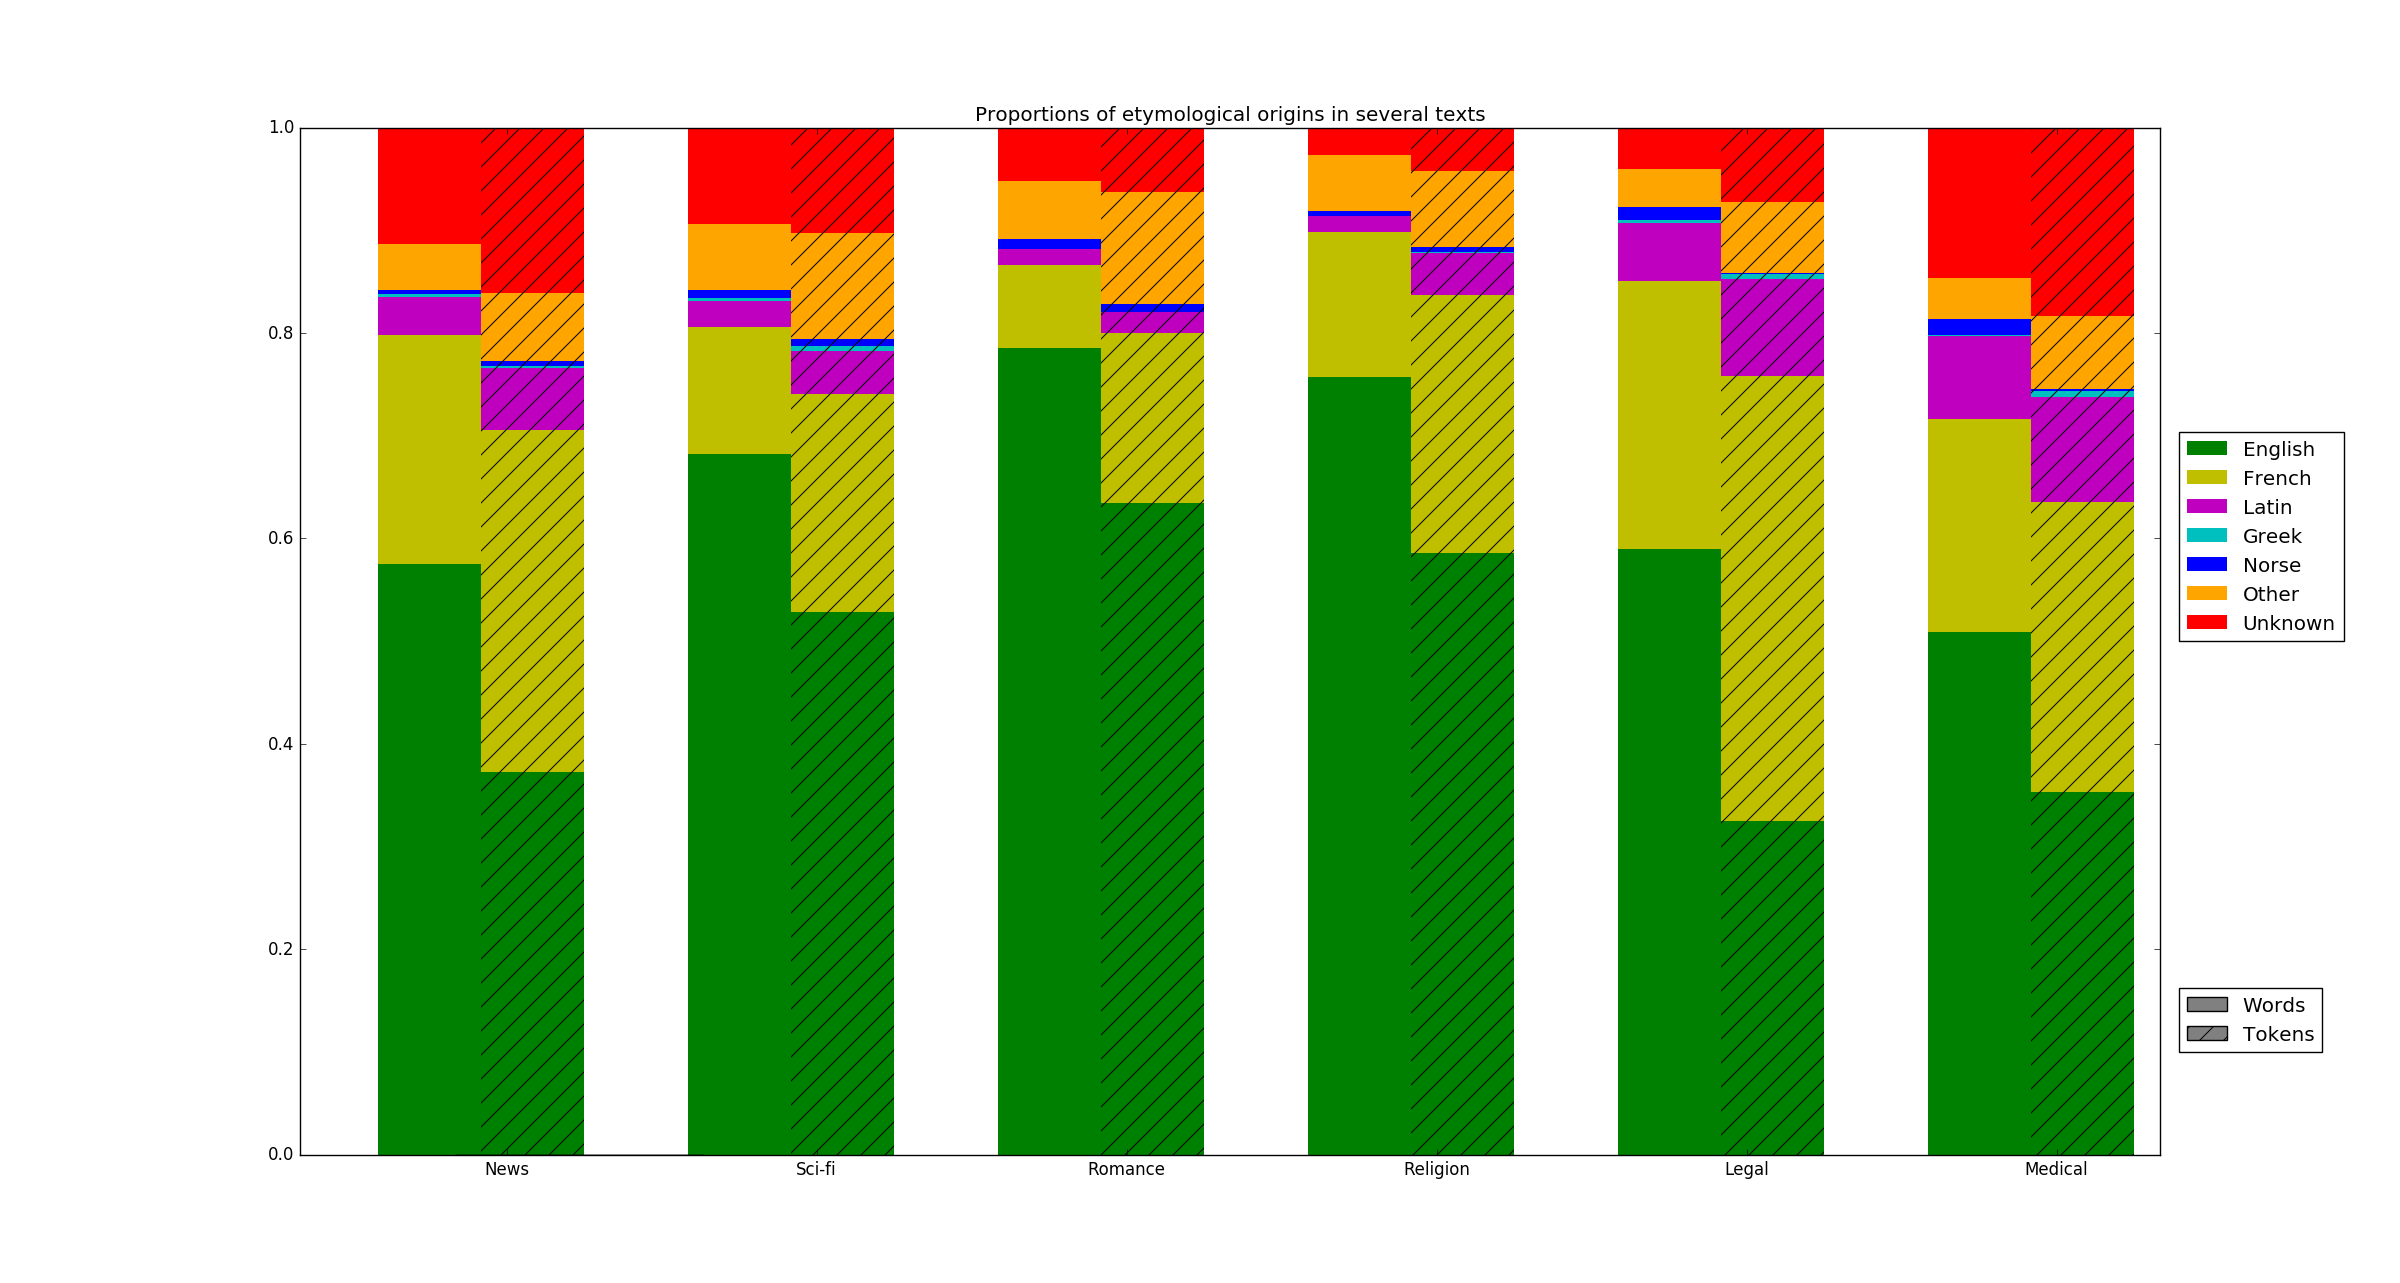 Proportions of etymological origins in several texts
1.0
0.8
0.6
0.4
0.2
0.0
News Sci-fi Romance Religion Legal Medical
English
French
Latin
Greek
Norse
Other
Unknown
Words
Tokens